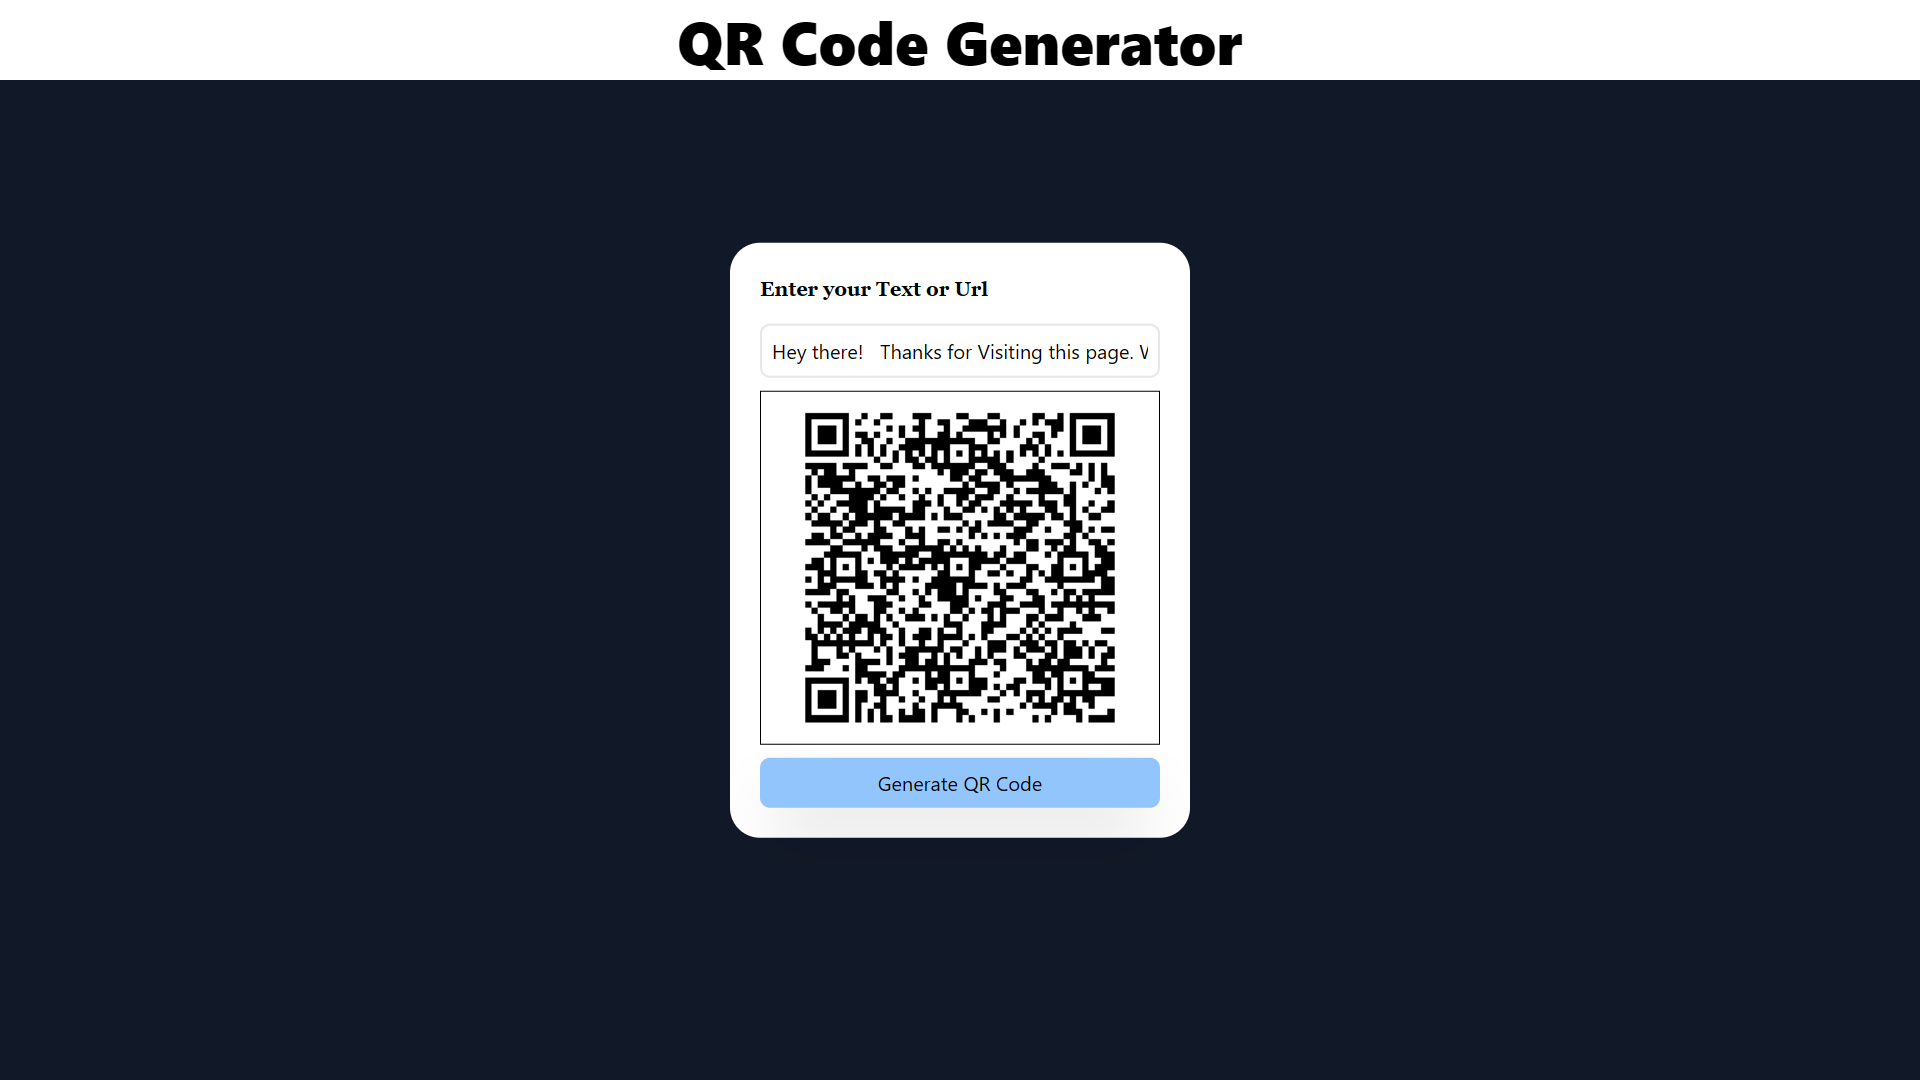 QR Code Generator
Enter your Text or Url
Hey there!   Thanks for Visiting this page.
Generate QR Code